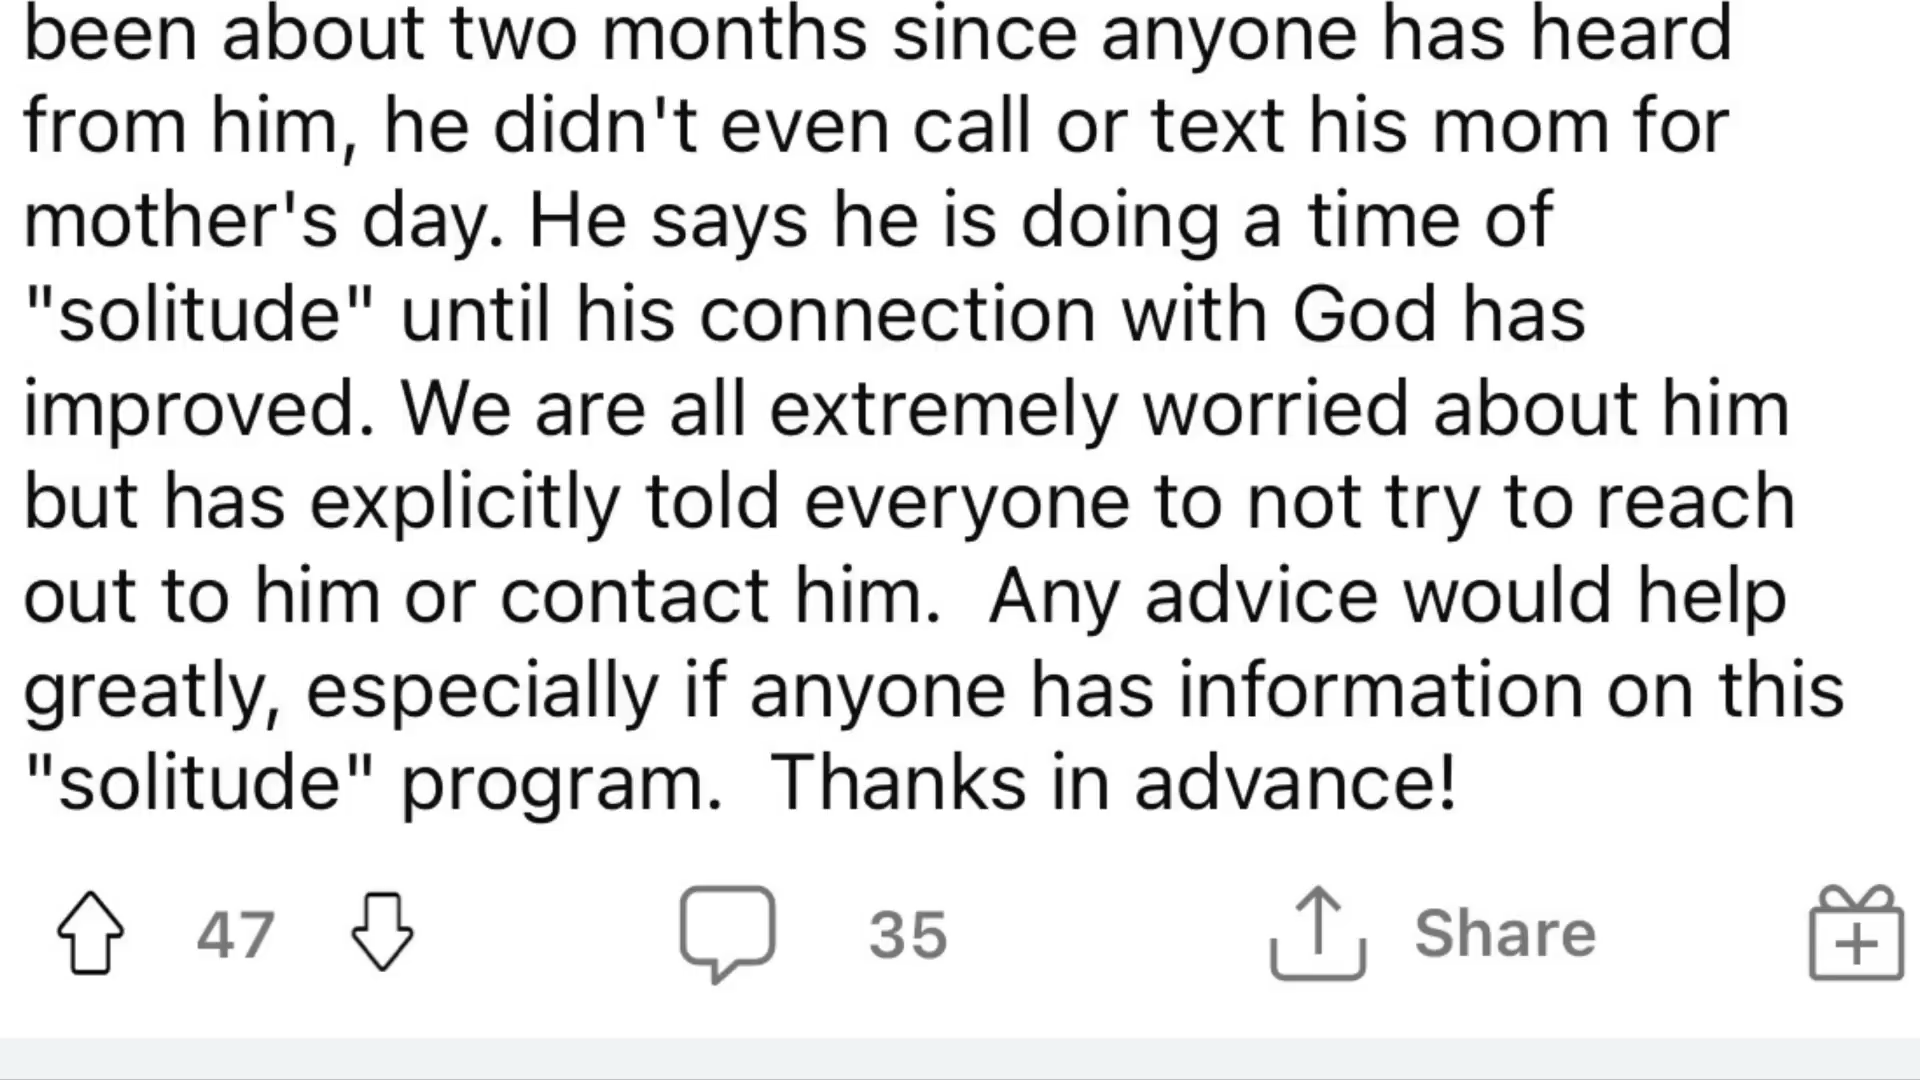 been about two months since anyone has heard
from him, he didn't even call or text his mom for
mother's day. He says he is doing a time of
"solitude" until his connection with God has
improved. We are all extremely worried about him
but has explicitly told everyone to not try to reach
out to him or contact him.  Any advice would help
greatly, especially if anyone has information on this
"solitude" program.  Thanks in advance!
47 35 Share